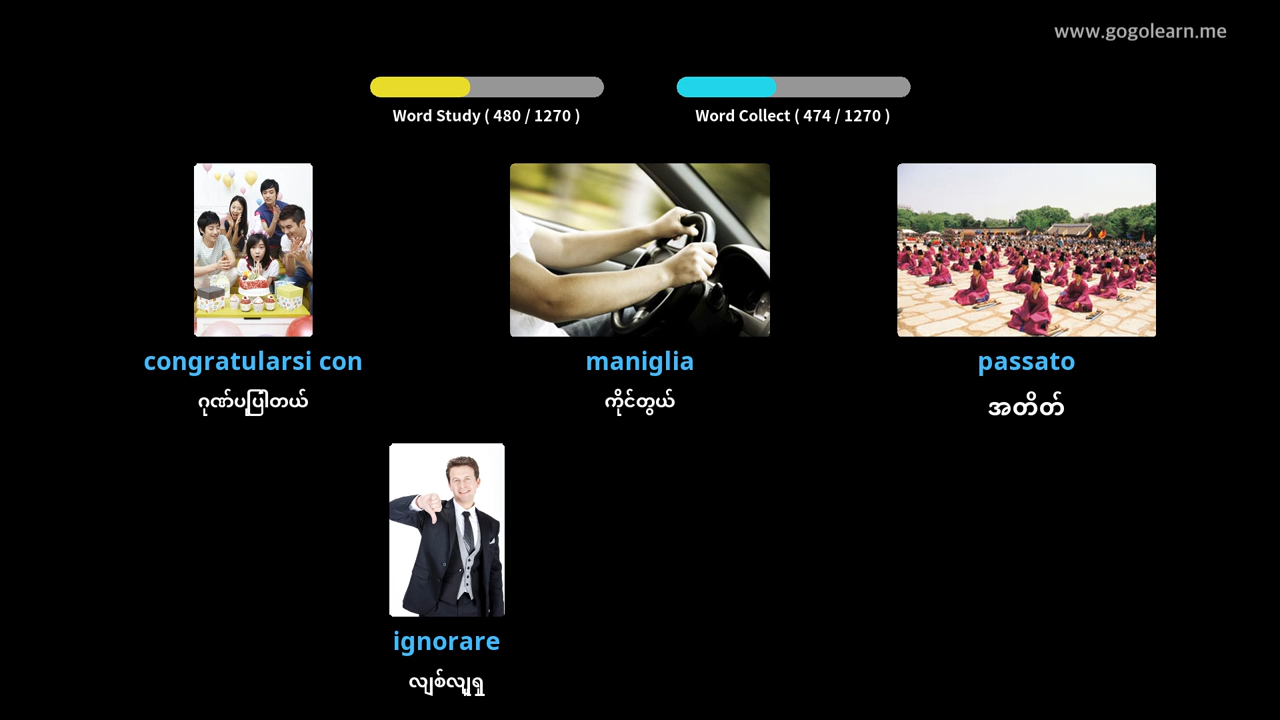 www.gogolearn.me
Word Study ( 480 / 1270 )
Word Collect ( 474 / 1270 )
congratularsi con
maniglia
passato
ဂုဏ်ပပြုါတယ်
ကိုင်တွယ်
အတိတ်
ignorare
လျစ်လျူရှု